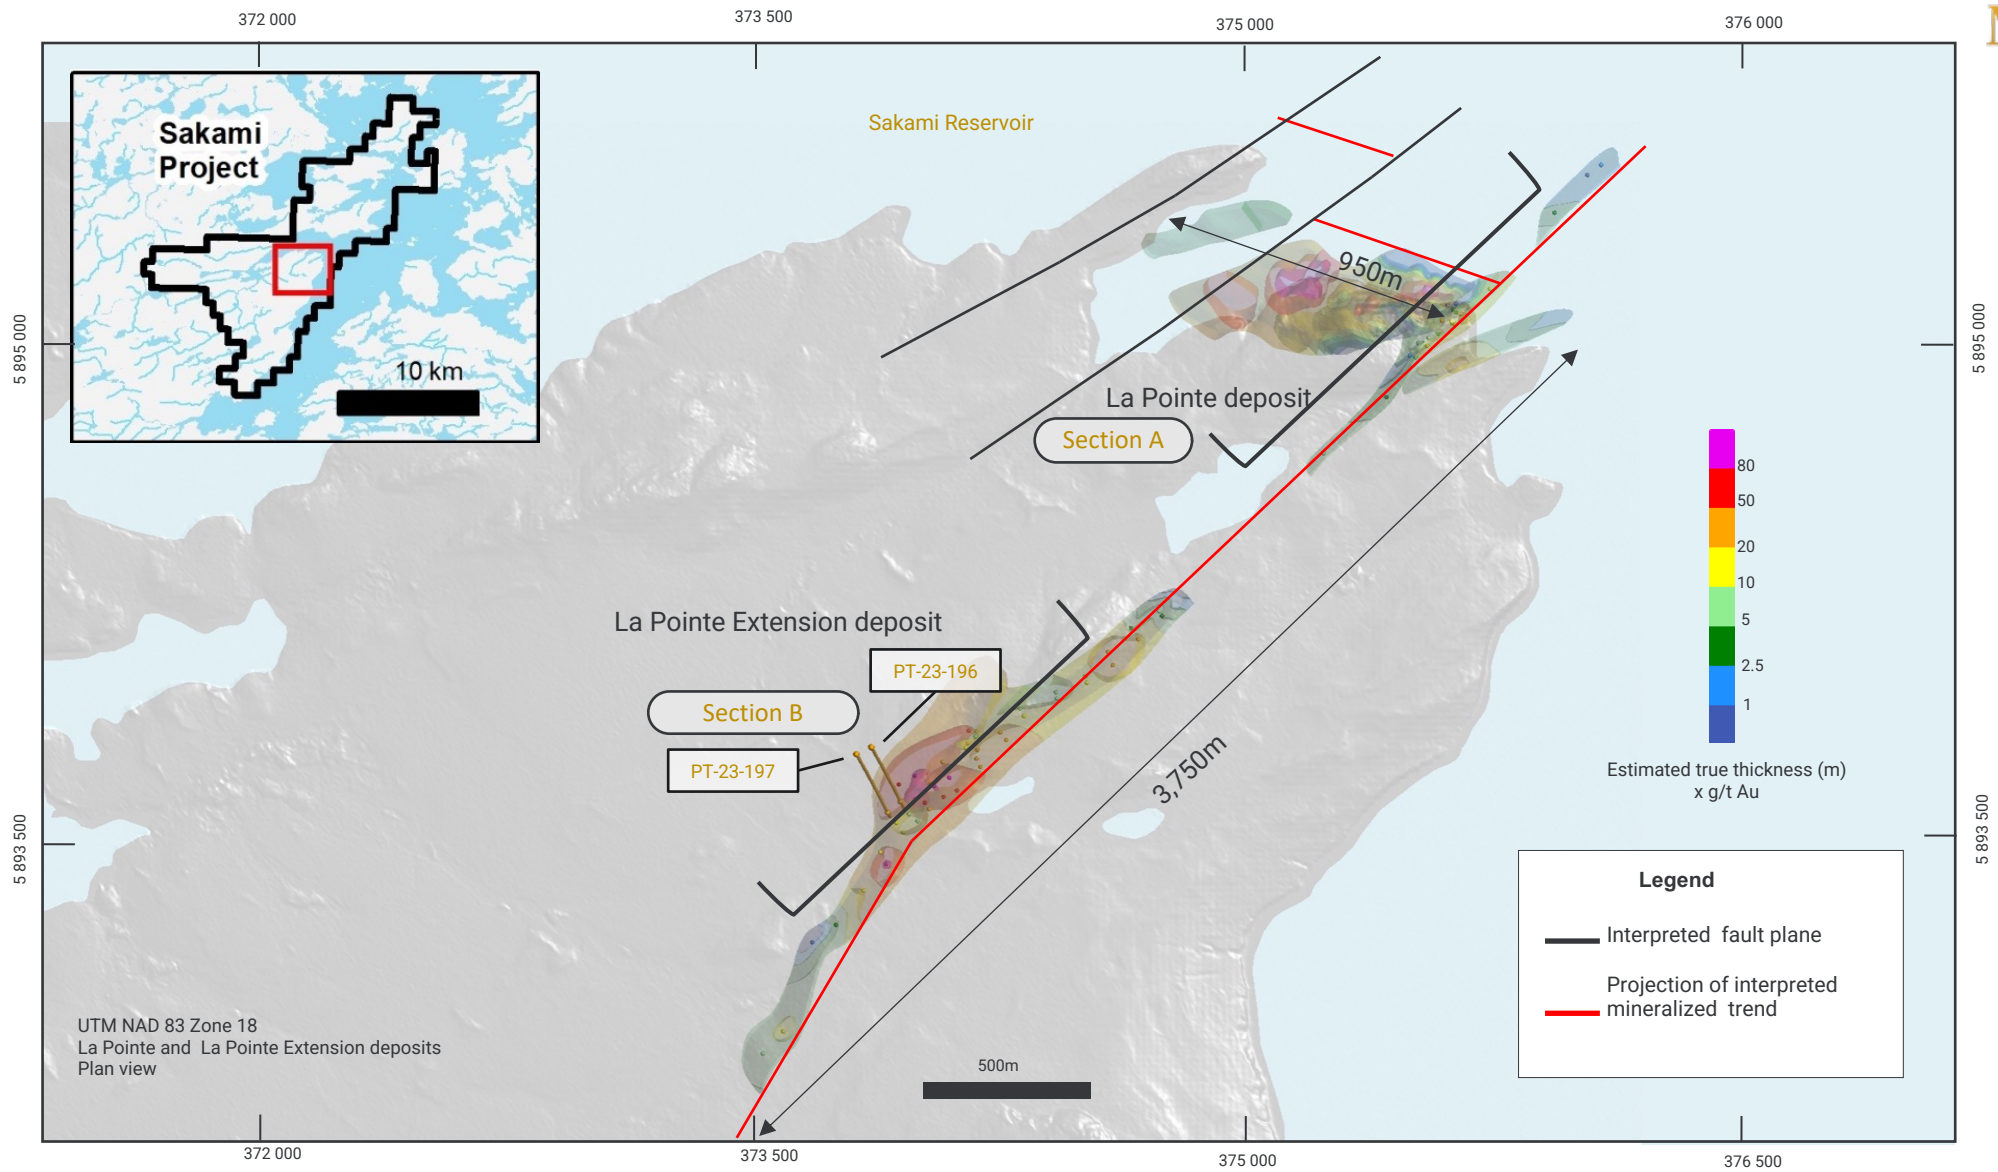 372 000
373 500
375 000
376 000
Sakami
Project
10 km
Sakami Reservoir
950m
5 895 000
5 895 000
La Pointe deposit
Section A
80
50
20
10
5
2.5
1
Estimated true thickness (m)
x g/t Au
La Pointe Extension deposit
PT-23-196
Section B
PT-23-197
3,750m
5 893 500
5 893 500
Legend
Interpreted fault plane
Projection of interpreted
mineralized trend
UTM NAD 83 Zone 18
La Pointe and La Pointe Extension deposits
Plan view
500m
372 000
373 500
375 000
376 500